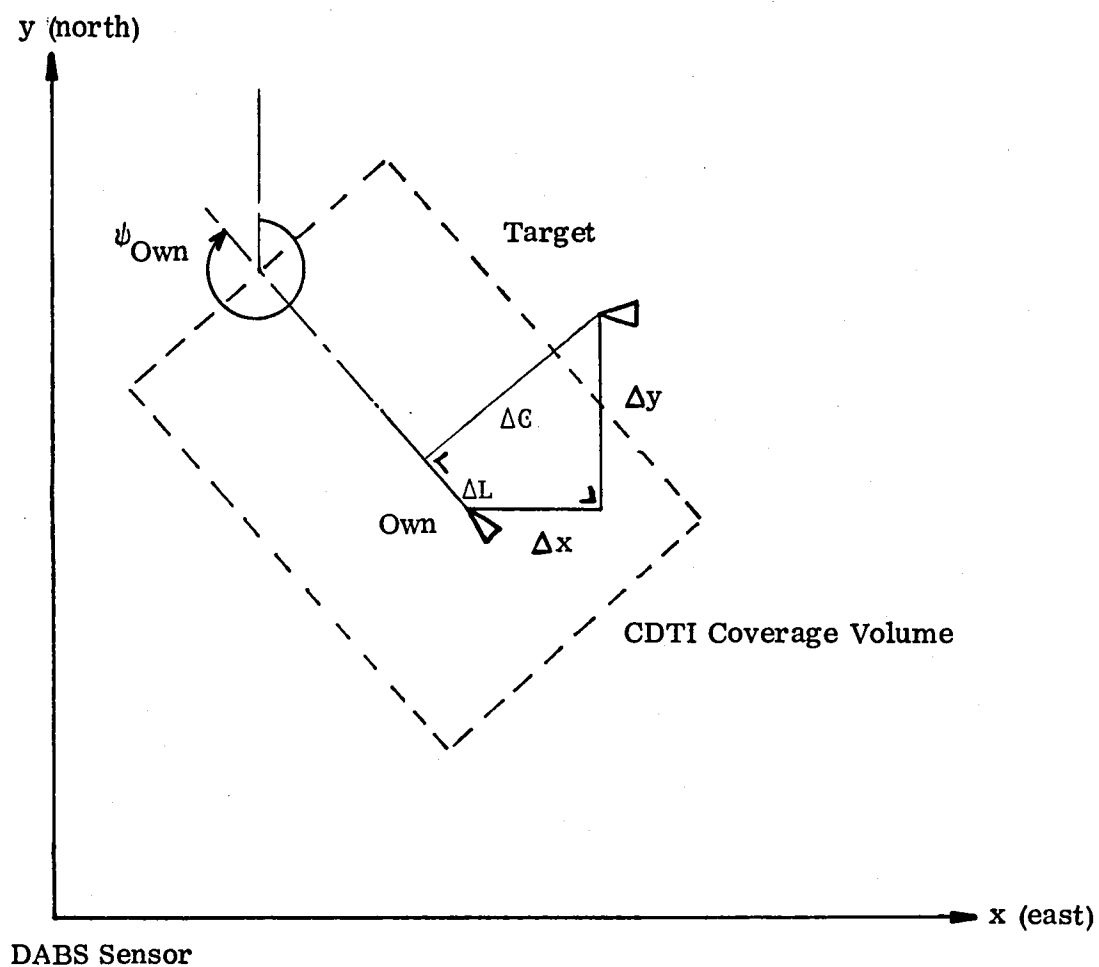 y (north)
Target
ψOwn
Δy
ΔC
ΔL
Own
Δx
CDTI Coverage Volume
x (east)
DABS Sensor